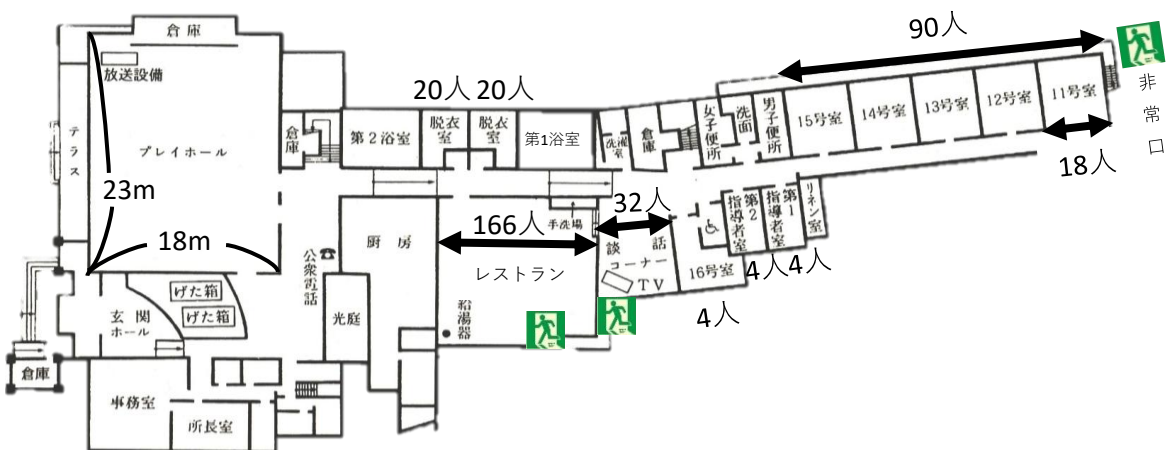 倉庫
放送設備
テラス
プレイホール
23m
18m
倉庫
第2浴室
20人
20人
脱衣室
脱衣室
第1浴室
洗濯室
倉庫
女子便所
洗面
男子便所
90人
15号室
14号室
13号室
12号室
11号室
18人
非常口
厨房
166人
レストラン
手洗場
32人
談話
コーナー
TV
第2指導者室
第1指導者室
リネン室
4人
4人
16号室
4人
公衆電話
光庭
給湯器
げた箱
げた箱
玄関
ホール
倉庫
事務室
所長室